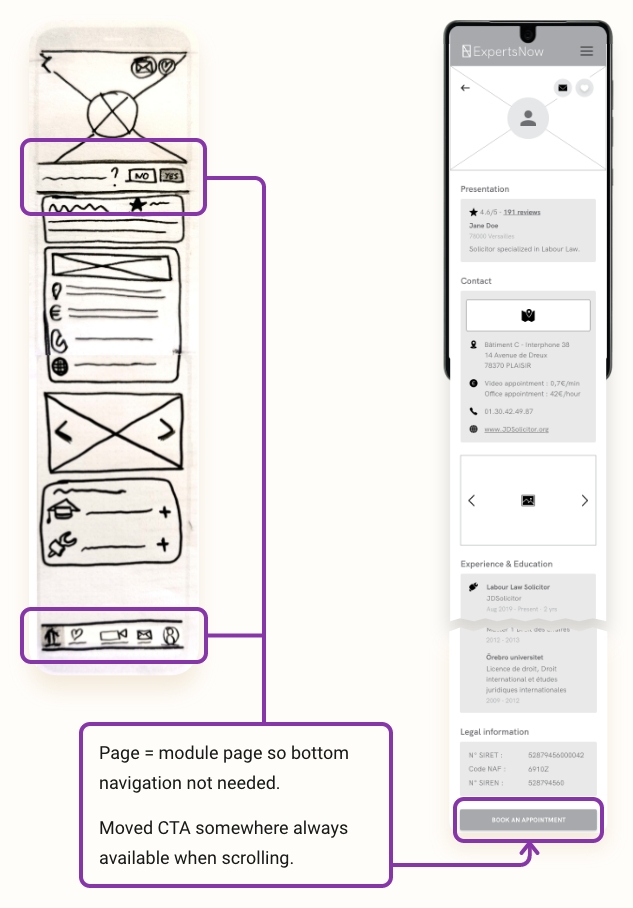 ? NO YES
ExpertsNow
Presentation
4.6/5 - 191 reviews
Jane Doe
78000 Versailles
Solicitor specialized in Labour Law.
Contact
Bâtiment C - Interphone 38
14 Avenue de Dreux
78370 PLAISIR
€
Video appointment : 0,7€/min
Office appointment : 42€/hour
01.30.42.49.87
www.JDSolicitor.org
Experience & Education
Labour Law Solicitor
JDSolicitor
Aug 2019 - Present · 2 yrs
2012 - 2013
Örebro universitet
Licence de droit, Droit
international et études
juridiques internationales
2009 - 2012
Legal information
N° SIRET : 52879456000042
Code NAF : 6910Z
N° SIREN : 528794560
BOOK AN APPOINTMENT
Page = module page so bottom
navigation not needed.
Moved CTA somewhere always
available when scrolling.